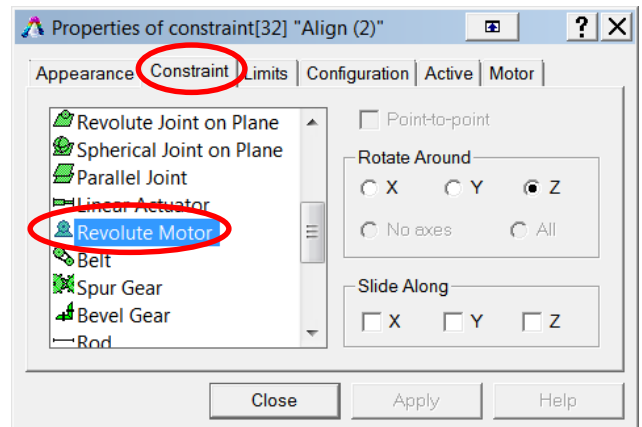 Properties of constraint[32] "Align (2)"
Appearance Constraint Limits Configuration Active Motor
Revolute Joint on Plane
Spherical Joint on Plane
Parallel Joint
Linear Actuator
Revolute Motor
Belt
Spur Gear
Bevel Gear
Rod
Point-to-point
Rotate Around
X Y Z
No axes All
Slide Along
X Y Z
Close Apply Help